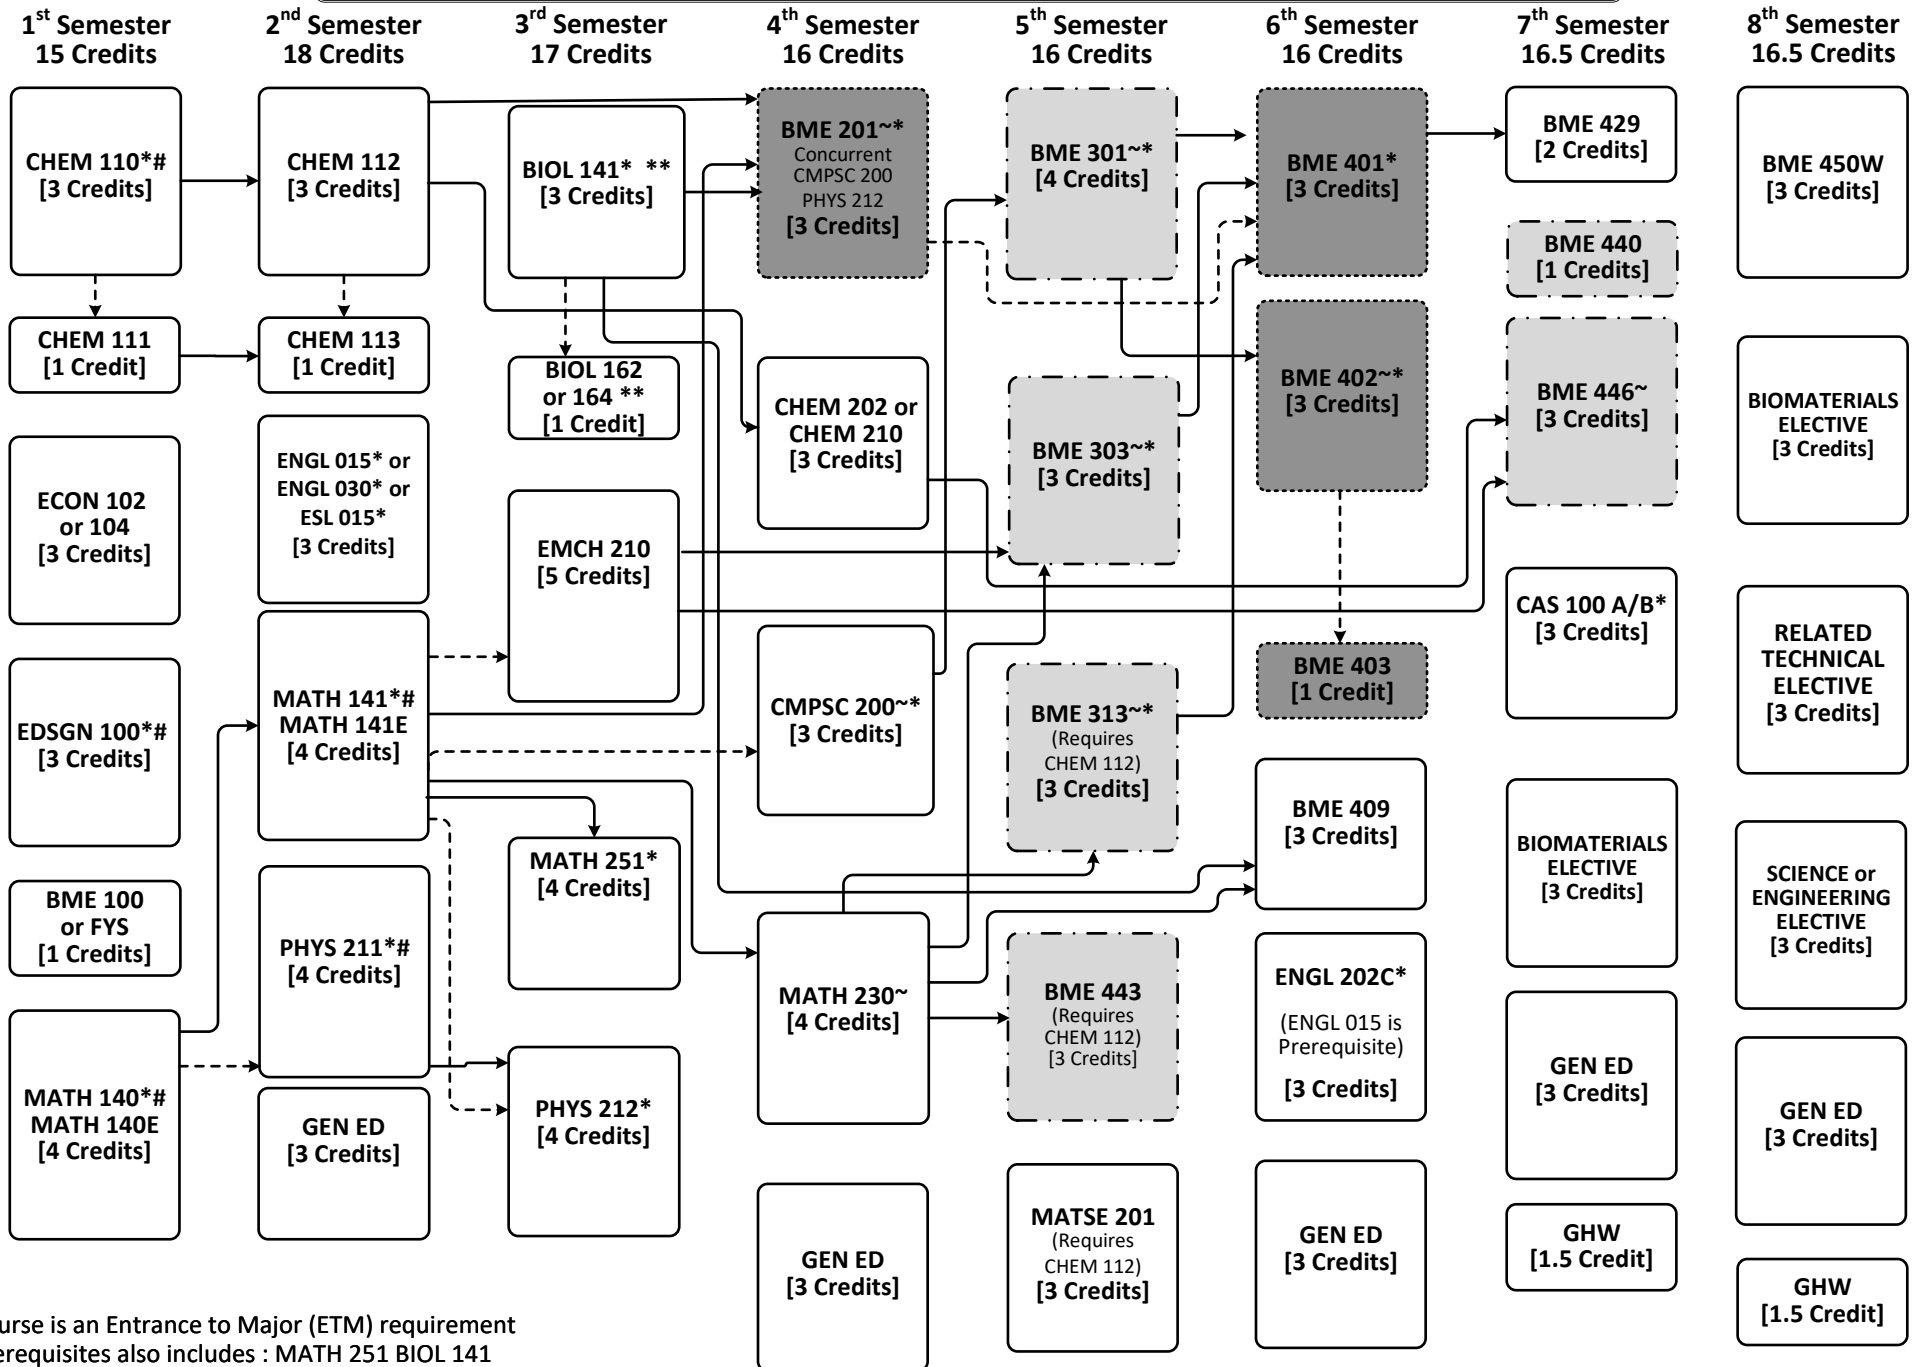 1st Semester
15 Credits
2nd Semester
18 Credits
3rd Semester
17 Credits
4th Semester
16 Credits
5th Semester
16 Credits
6th Semester
16 Credits
7th Semester
16.5 Credits
8th Semester
16.5 Credits
CHEM 110*#
[3 Credits]
CHEM 111
[1 Credit]
ECON 102
or 104
[3 Credits]
EDSGN 100*#
[3 Credits]
BME 100
or FYS
[1 Credits]
MATH 140*#
MATH 140E
[4 Credits]
CHEM 112
[3 Credits]
CHEM 113
[1 Credit]
ENGL 015* or
ENGL 030* or
ESL 015*
[3 Credits]
MATH 141*#
MATH 141E
[4 Credits]
PHYS 211*#
[4 Credits]
GEN ED
[3 Credits]
BIOL 141* **
[3 Credits]
BIOL 162
or 164 **
[1 Credit]
EMCH 210
[5 Credits]
MATH 251*
[4 Credits]
PHYS 212*
[4 Credits]
BME 201~*
Concurrent
CMPSC 200
PHYS 212
[3 Credits]
CHEM 202 or
CHEM 210
[3 Credits]
CMPSC 200~*
[3 Credits]
MATH 230~
[4 Credits]
GEN ED
[3 Credits]
BME 301~*
[4 Credits]
BME 303~*
[3 Credits]
BME 313~*
(Requires
CHEM 112)
[3 Credits]
BME 443
(Requires
CHEM 112)
[3 Credits]
MATSE 201
(Requires
CHEM 112)
[3 Credits]
BME 401*
[3 Credits]
BME 402~*
[3 Credits]
BME 403
[1 Credit]
BME 409
[3 Credits]
ENGL 202C*
(ENGL 015 is
Prerequisite)
[3 Credits]
GEN ED
[3 Credits]
BME 429
[2 Credits]
BME 440
[1 Credits]
BME 446~
[3 Credits]
CAS 100 A/B*
[3 Credits]
BIOMATERIALS
ELECTIVE
[3 Credits]
GEN ED
[3 Credits]
GHW
[1.5 Credit]
BME 450W
[3 Credits]
BIOMATERIALS
ELECTIVE
[3 Credits]
RELATED
TECHNICAL
ELECTIVE
[3 Credits]
SCIENCE or
ENGINEERING
ELECTIVE
[3 Credits]
GEN ED
[3 Credits]
GHW
[1.5 Credit]
urse is an Entrance to Major (ETM) requirement
erequisites also includes : MATH 251 BIOL 141